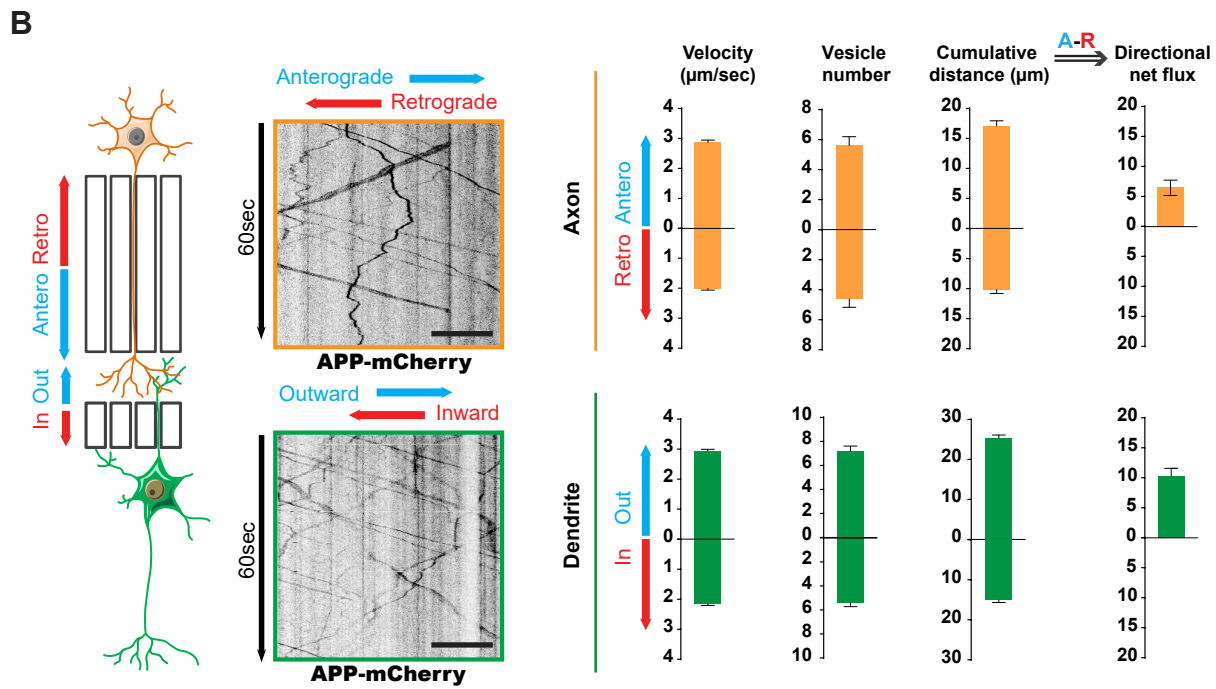 B
Anterograde
Retrograde
60sec
APP-mCherry
Outward
Inward
60sec
APP-mCherry
Retro
Antero
Out
In
A-R
Velocity
(μm/sec)
Vesicle
number
Cumulative
distance (μm)
Directional
net flux
Axon
Antero
Retro
4
3
2
1
0
1
2
3
4
8
6
4
2
0
2
4
6
8
20
15
10
5
0
5
10
15
20
20
15
10
5
0
5
10
15
20
Dendrite
Out
In
4
3
2
1
0
1
2
3
4
10
8
6
4
2
0
2
4
6
8
10
30
20
10
0
10
20
30
20
15
10
5
0
5
10
15
20